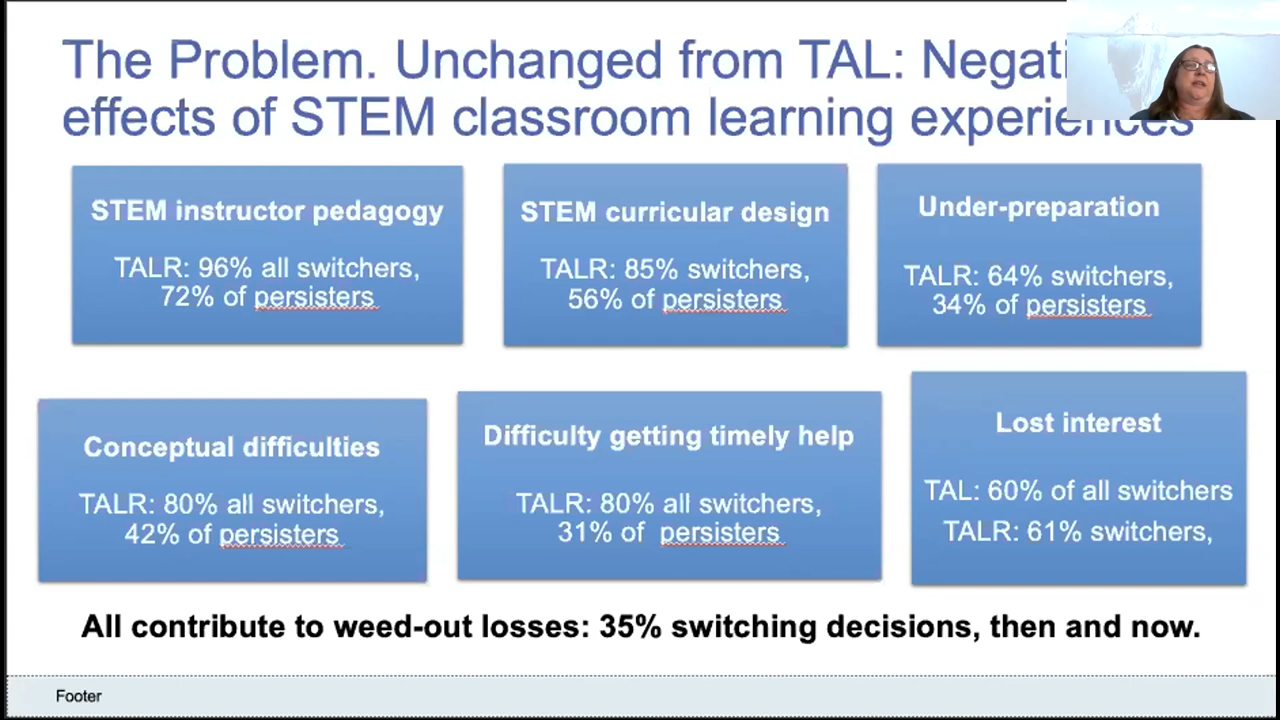 The Problem. Unchanged from TAL: Negati
effects of STEM classroom learning experiences
STEM instructor pedagogy
TALR: 96% all switchers,
72% of persisters
STEM curricular design
TALR: 85% switchers,
56% of persisters
Under-preparation
TALR: 64% switchers,
34% of persisters
Conceptual difficulties
TALR: 80% all switchers,
42% of persisters
Difficulty getting timely help
TALR: 80% all switchers,
31% of persisters
Lost interest
TAL: 60% of all switchers
TALR: 61% switchers,
All contribute to weed-out losses: 35% switching decisions, then and now.
Footer